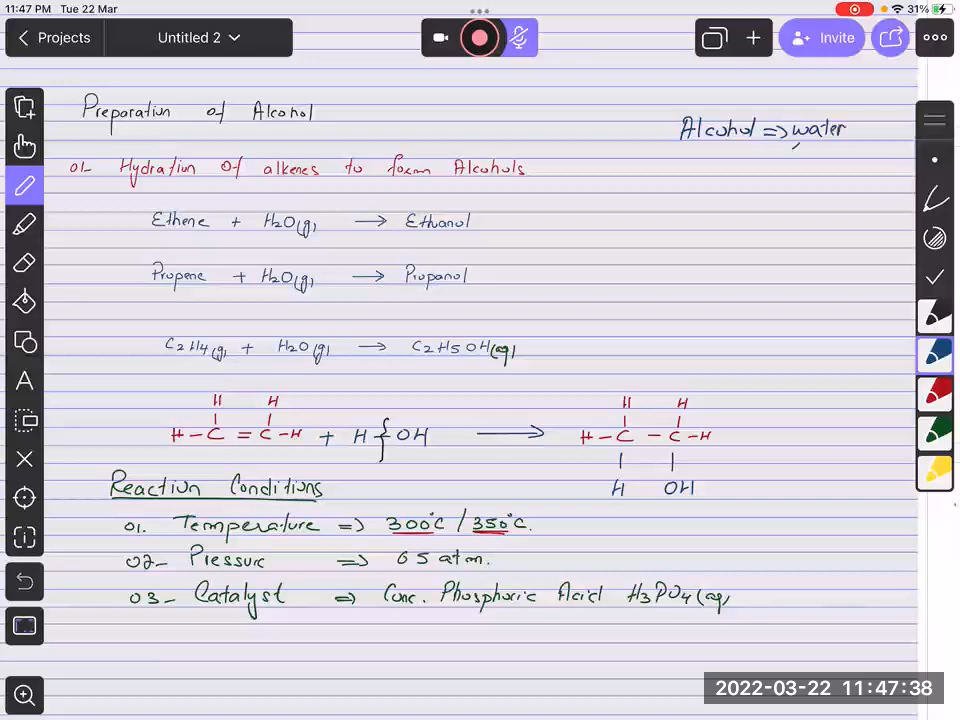 11:47 PM Tue 22 Mar 31%
Projects Untitled 2 Invite
Preparation of Alcohol
Alcohol => water
01- Hydration Of alkenes to form Alcohols
Ethene + H2O(g) → Ethanol
Propene + H2O(g) → Propanol
C2H4(g) + H2O(g) → C2H5OH(aq)
H H H H
H - C = C - H + H { OH → H - C - C - H
H OH
Reaction Conditions
01. Temperature => 300°C / 350°C.
02- Pressure => 65 atm.
03- Catalyst => Conc. Phosphoric Acid H3PO4(aq)
A
2022-03-22 11:47:38